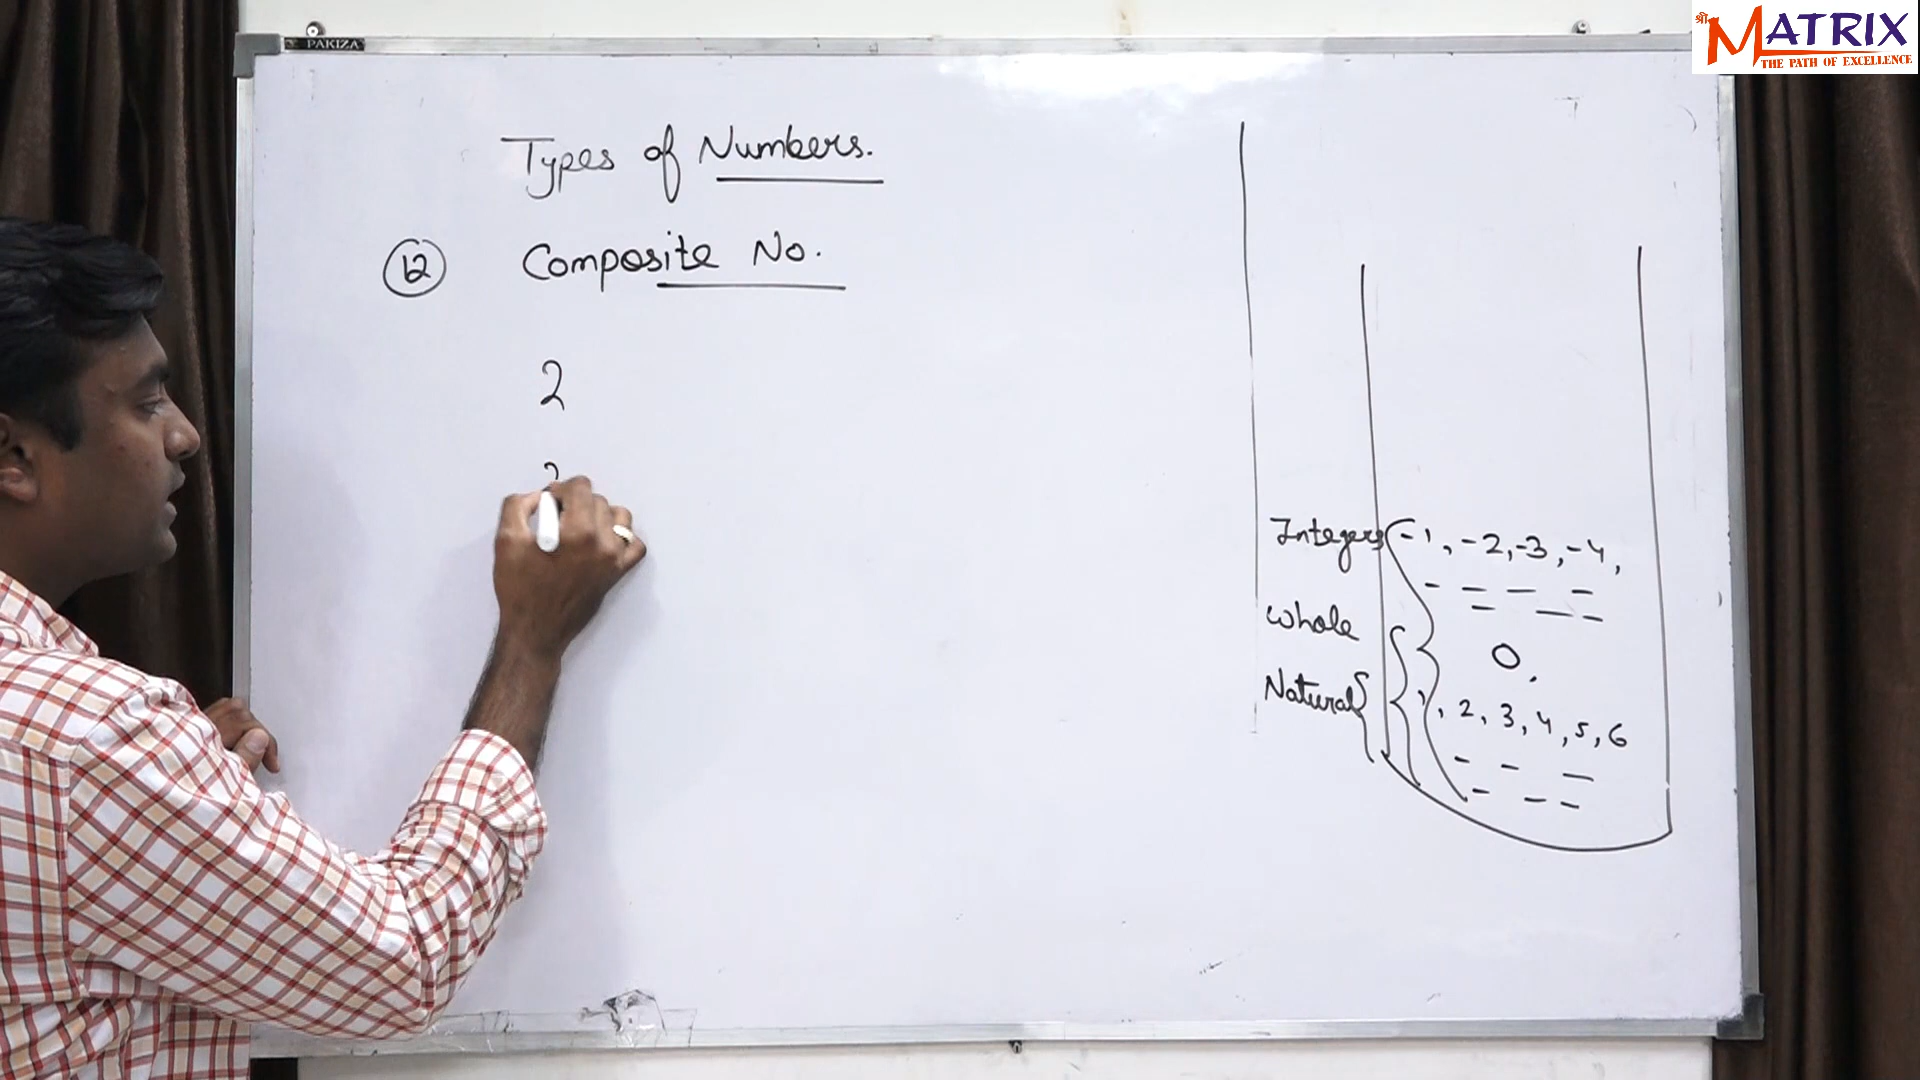 PAKIZA
श्री MATRIX
THE PATH OF EXCELLENCE
Types of Numbers.
12 Composite No.
2
Integers -1, -2, -3, -4,
Whole
0,
Natural 1, 2, 3, 4, 5, 6